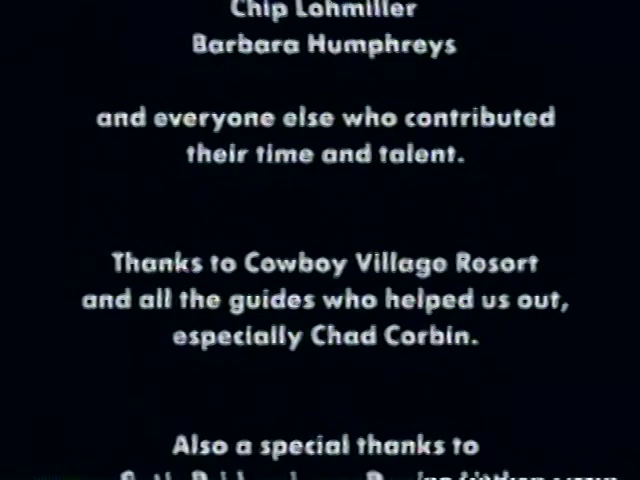 Chip Lohmiller
Barbara Humphreys
and everyone else who contributed
their time and talent.
Thanks to Cowboy Village Resort
and all the guides who helped us out,
especially Chad Corbin.
Also a special thanks to